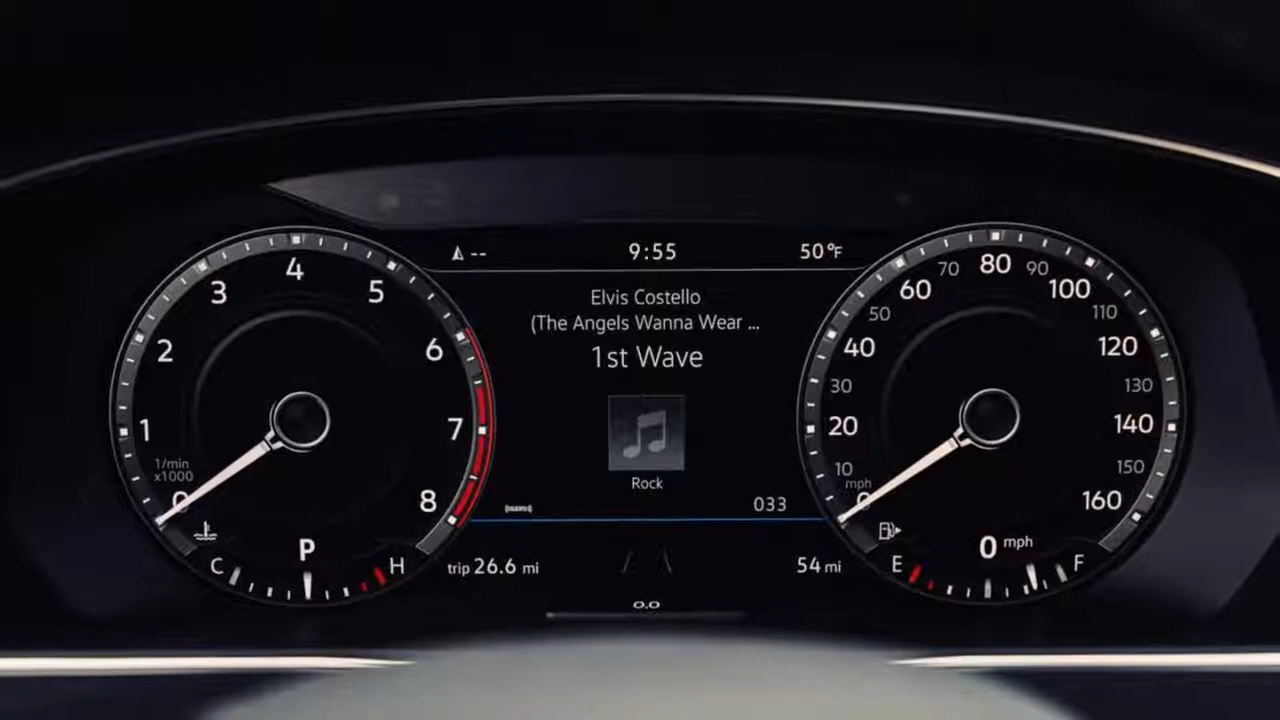 -- 9:55 50°F
Elvis Costello
(The Angels Wanna Wear ...
1st Wave
Rock
033
trip 26.6 mi
54 mi
0.0
0 1 2 3 4 5 6 7 8
1/min
x1000
P
C H
0 10 20 30 40 50 60 70 80 90 100 110 120 130 140 150 160
mph
0 mph
E F